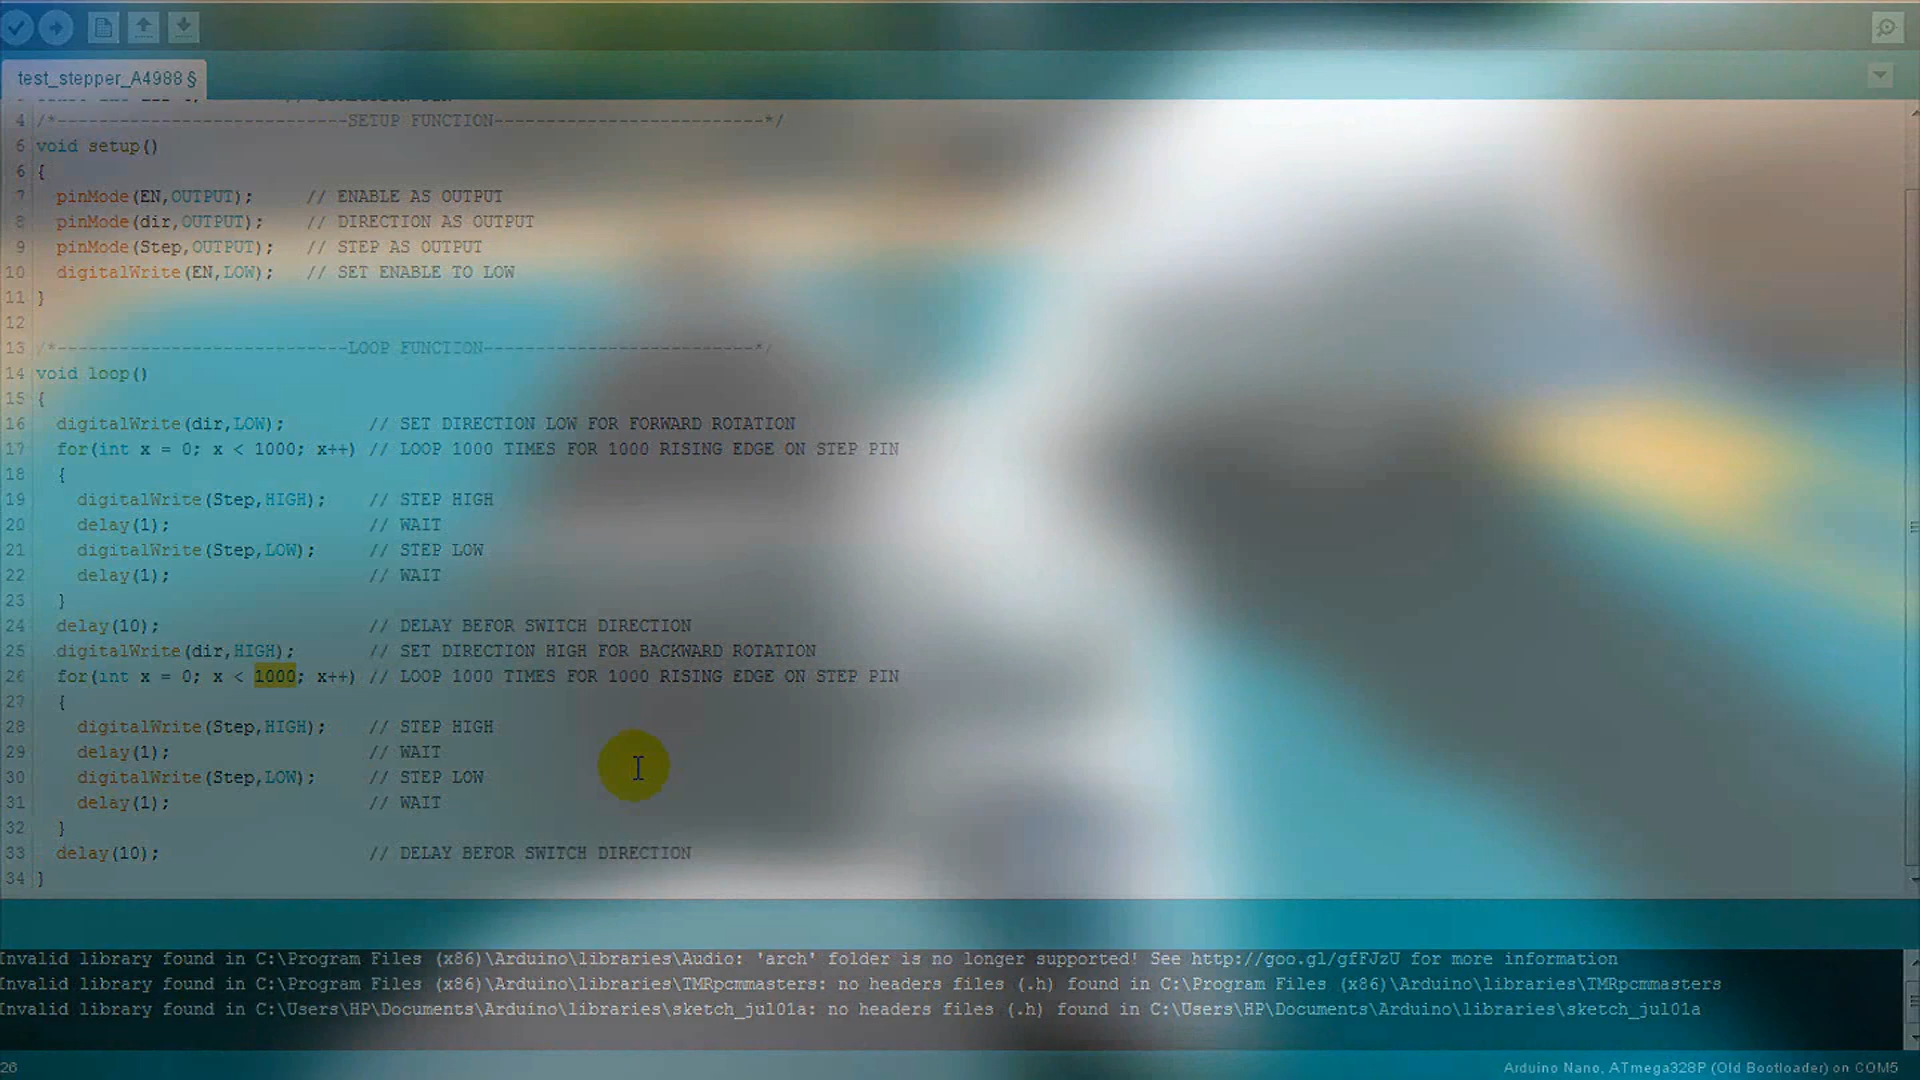 test_stepper_A4988 §
4 /*----------------------------SETUP FUNCTION--------------------------*/
6 void setup()
6 {
7 pinMode(EN,OUTPUT); // ENABLE AS OUTPUT
8 pinMode(dir,OUTPUT); // DIRECTION AS OUTPUT
9 pinMode(Step,OUTPUT); // STEP AS OUTPUT
10 digitalWrite(EN,LOW); // SET ENABLE TO LOW
11 }
12
13 /*----------------------------LOOP FUNCTION--------------------------*/
14 void loop()
15 {
16 digitalWrite(dir,LOW); // SET DIRECTION LOW FOR FORWARD ROTATION
17 for(int x = 0; x < 1000; x++) // LOOP 1000 TIMES FOR 1000 RISING EDGE ON STEP PIN
18 {
19 digitalWrite(Step,HIGH); // STEP HIGH
20 delay(1); // WAIT
21 digitalWrite(Step,LOW); // STEP LOW
22 delay(1); // WAIT
23 }
24 delay(10); // DELAY BEFOR SWITCH DIRECTION
25 digitalWrite(dir,HIGH); // SET DIRECTION HIGH FOR BACKWARD ROTATION
26 for(int x = 0; x < 1000; x++) // LOOP 1000 TIMES FOR 1000 RISING EDGE ON STEP PIN
27 {
28 digitalWrite(Step,HIGH); // STEP HIGH
29 delay(1); // WAIT
30 digitalWrite(Step,LOW); // STEP LOW
31 delay(1); // WAIT
32 }
33 delay(10); // DELAY BEFOR SWITCH DIRECTION
34 }
Invalid library found in C:\Program Files (x86)\Arduino\libraries\Audio: 'arch' folder is no longer supported! See http://goo.gl/gfFJzU for more information
Invalid library found in C:\Program Files (x86)\Arduino\libraries\TMRpcmmasters: no headers files (.h) found in C:\Program Files (x86)\Arduino\libraries\TMRpcmmasters
Invalid library found in C:\Users\HP\Documents\Arduino\libraries\sketch_jul01a: no headers files (.h) found in C:\Users\HP\Documents\Arduino\libraries\sketch_jul01a
26
Arduino Nano, ATmega328P (Old Bootloader) on COM5